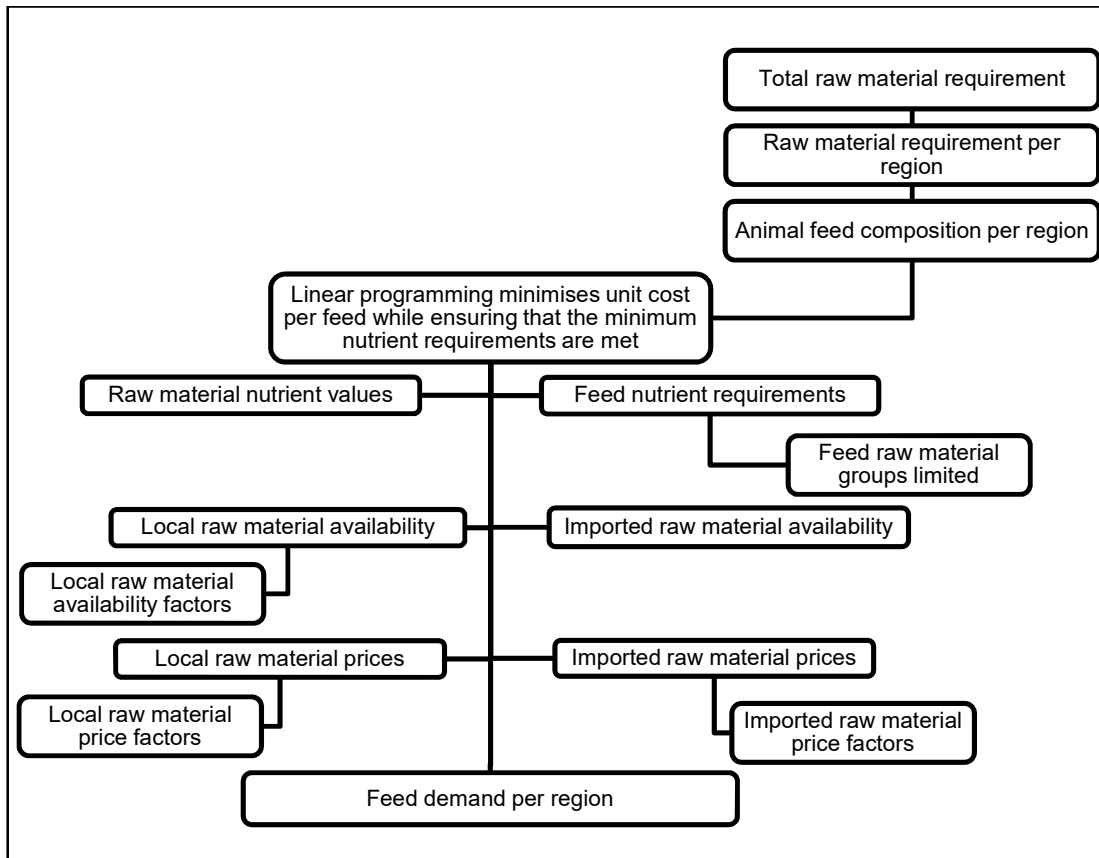 Total raw material requirement
Raw material requirement per
region
Animal feed composition per region
Linear programming minimises unit cost
per feed while ensuring that the minimum
nutrient requirements are met
Raw material nutrient values
Feed nutrient requirements
Feed raw material
groups limited
Local raw material availability
Imported raw material availability
Local raw material
availability factors
Local raw material prices
Imported raw material prices
Local raw material
price factors
Imported raw material
price factors
Feed demand per region